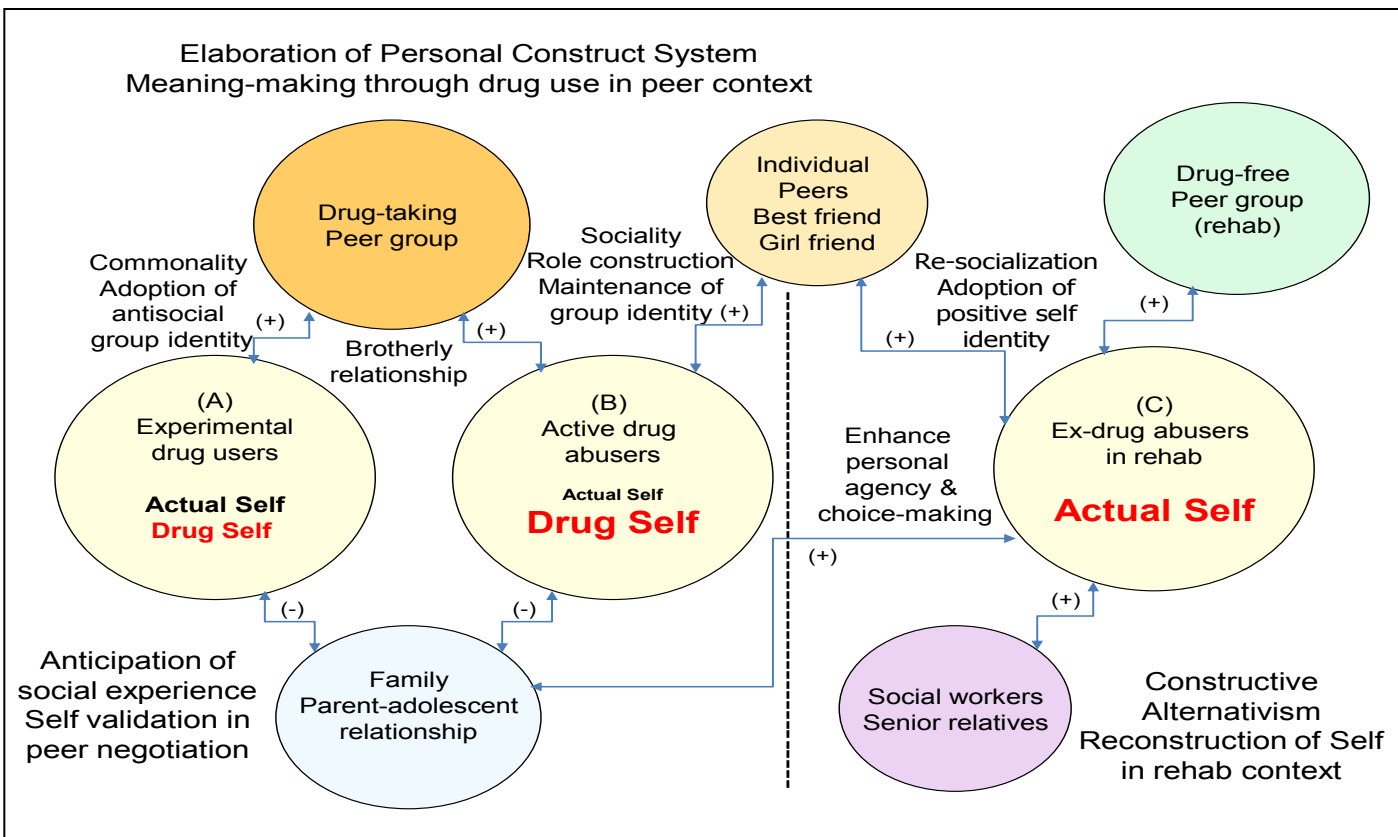 Elaboration of Personal Construct System
Meaning-making through drug use in peer context
Drug-taking
Peer group
Individual
Peers
Best friend
Girl friend
Drug-free
Peer group
(rehab)
Commonality
Adoption of
antisocial
group identity
(+)
Brotherly
relationship
(+)
Sociality
Role construction
Maintenance of
group identity
(+)
Re-socialization
Adoption of
positive self
identity
(+)
(+)
(A)
Experimental
drug users
Actual Self
Drug Self
(B)
Active drug
abusers
Actual Self
Drug Self
Enhance
personal
agency &
choice-making
(+)
(C)
Ex-drug abusers
in rehab
Actual Self
(-)
(-)
(+)
Anticipation of
social experience
Self validation in
peer negotiation
Family
Parent-adolescent
relationship
Social workers
Senior relatives
Constructive
Alternativism
Reconstruction of Self
in rehab context